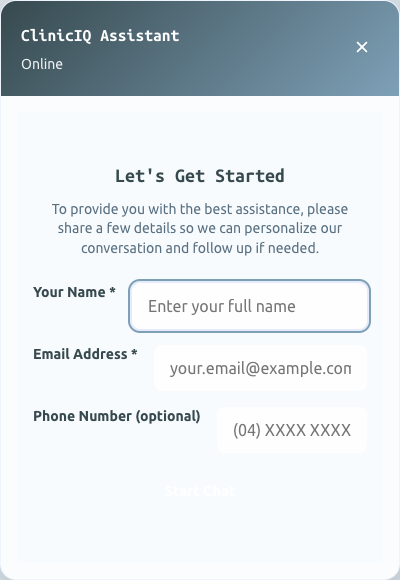 ClinicIQ Assistant
Online
×
Let's Get Started
To provide you with the best assistance, please
share a few details so we can personalize our
conversation and follow up if needed.
Your Name *
Enter your full name
Email Address *
your.email@example.com
Phone Number (optional)
(04) XXXX XXXX
Start Chat